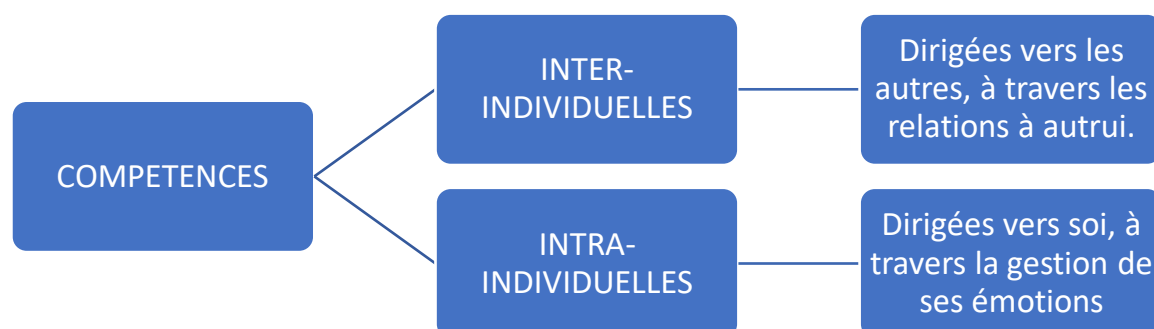 COMPETENCES
INTER-
INDIVIDUELLES
Dirigées vers les
autres, à travers les
relations à autrui.
INTRA-
INDIVIDUELLES
Dirigées vers soi, à
travers la gestion de
ses émotions